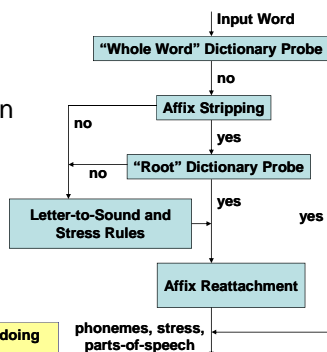 Input Word
“Whole Word” Dictionary Probe
no
n
Affix Stripping
no
yes
“Root” Dictionary Probe
no
yes
Letter-to-Sound and
Stress Rules
yes
Affix Reattachment
doing
phonemes, stress,
parts-of-speech